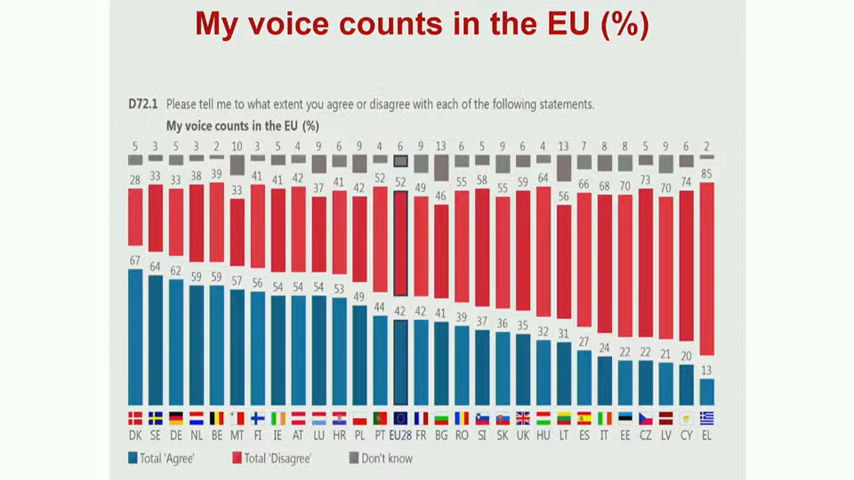 My voice counts in the EU (%)
D72.1 Please tell me to what extent you agree or disagree with each of the following statements.
My voice counts in the EU (%)
5 3 5 3 2 10 3 5 4 9 6 9 4 6 9 13 6 5 9 6 4 13 7 8 8 5 9 6 2
28 33 33 38 39 33 41 41 42 37 41 42 52 52 49 46 55 58 55 59 64 56 66 68 70 73 70 74 85
67 64 62 59 59 57 56 54 54 54 53 49 44 42 42 41 39 37 36 35 32 31 27 24 22 22 21 20 13
DK SE DE NL BE MT FI IE AT LU HR PL PT EU28 FR BG RO SI SK UK HU LT ES IT EE CZ LV CY EL
Total 'Agree' Total 'Disagree' Don't know